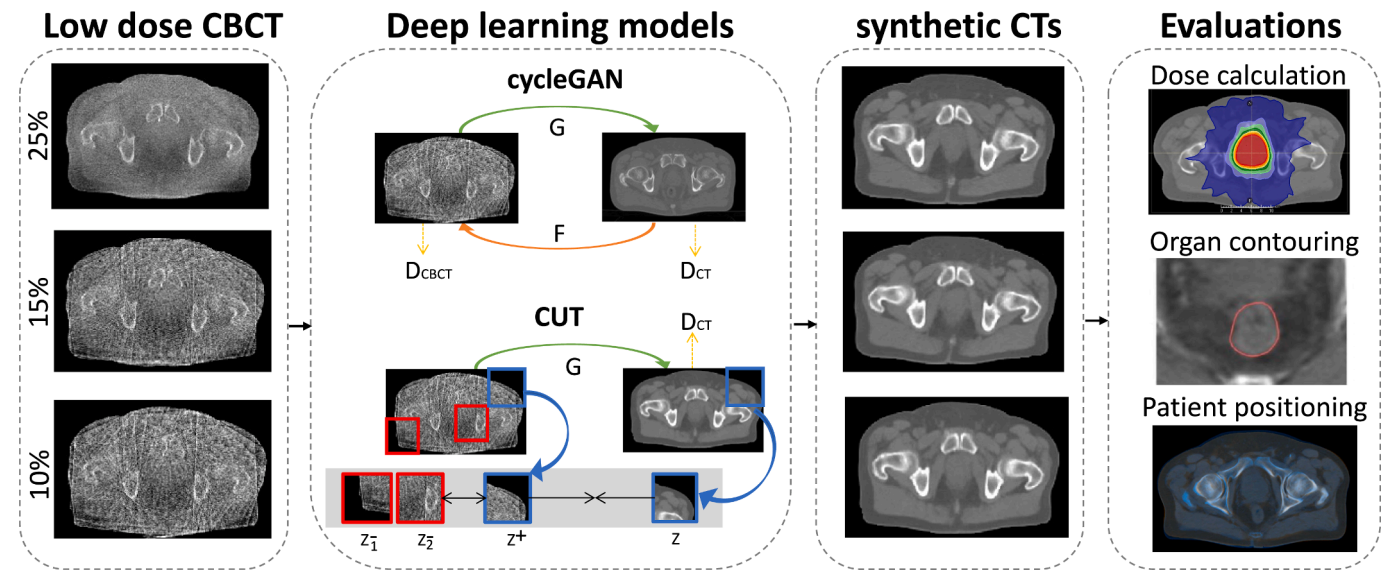 Low dose CBCT
Deep learning models
synthetic CTs
Evaluations
25%
15%
10%
cycleGAN
G
F
DCBCT
DCT
CUT
DCT
G
z₁⁻
z₂⁻
z⁺
z
Dose calculation
Organ contouring
Patient positioning